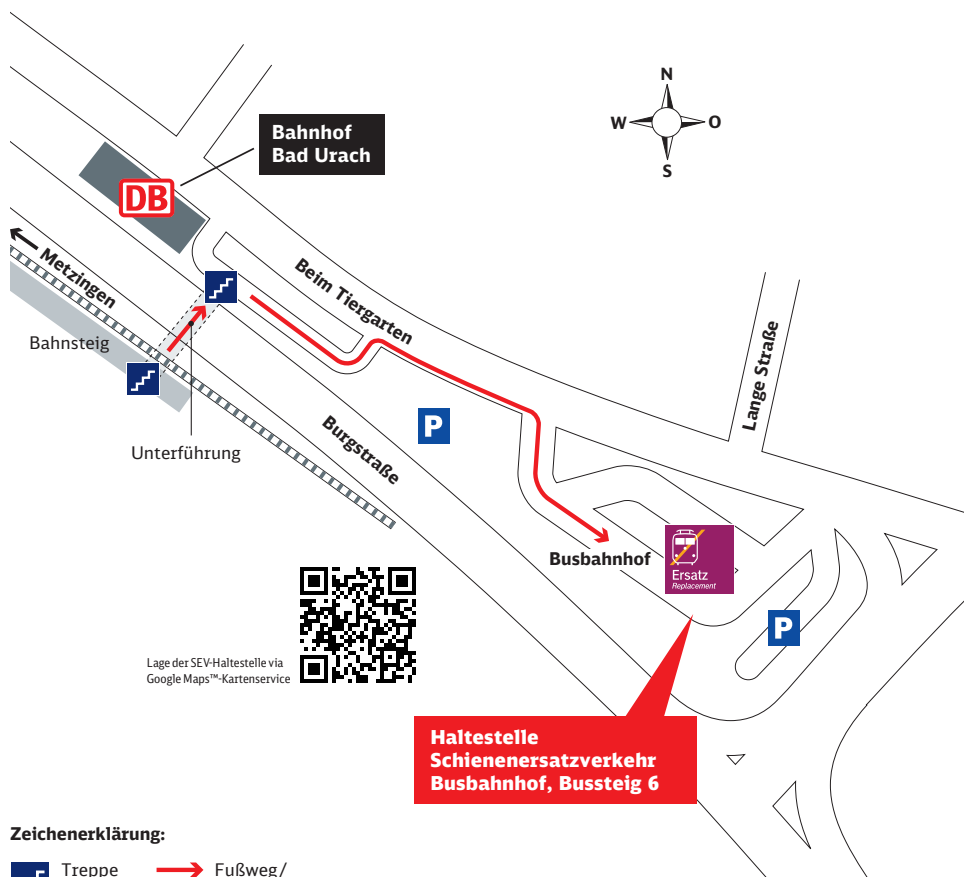 N
W
O
S
Bahnhof
Bad Urach
DB
Metzingen
Beim Tiergarten
Lange Straße
Bahnsteig
Unterführung
Burgstraße
P
Busbahnhof
Ersatz
Replacement
P
Lage der SEV-Haltestelle via
Google Maps™-Kartenservice
Haltestelle
Schienenersatzverkehr
Busbahnhof, Bussteig 6
Zeichenerklärung:
Treppe
Fußweg/